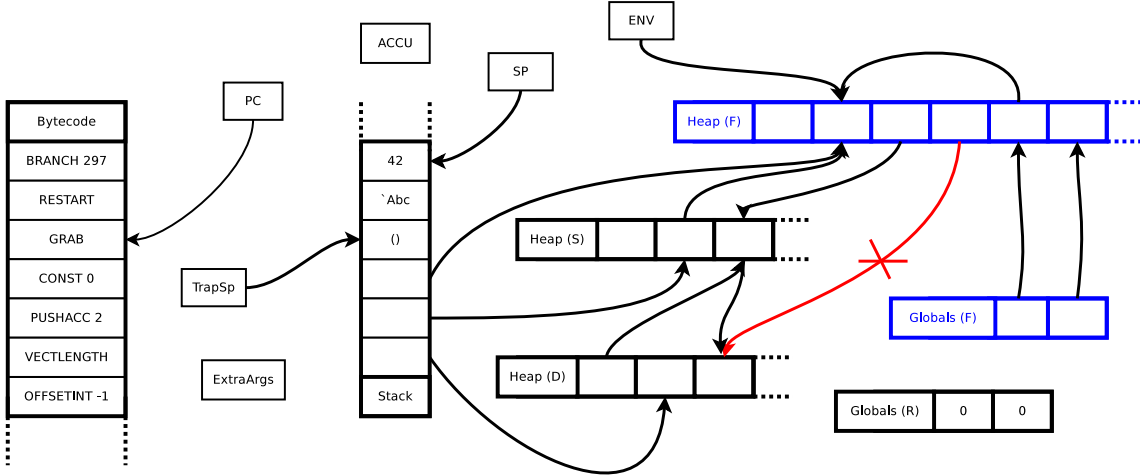 ENV
ACCU
SP
PC
Bytecode
BRANCH 297
RESTART
GRAB
CONST 0
PUSHACC 2
VECTLENGTH
OFFSETINT -1
TrapSp
ExtraArgs
42
`Abc
()
Stack
Heap (F)
Heap (S)
Heap (D)
Globals (F)
Globals (R) 0 0